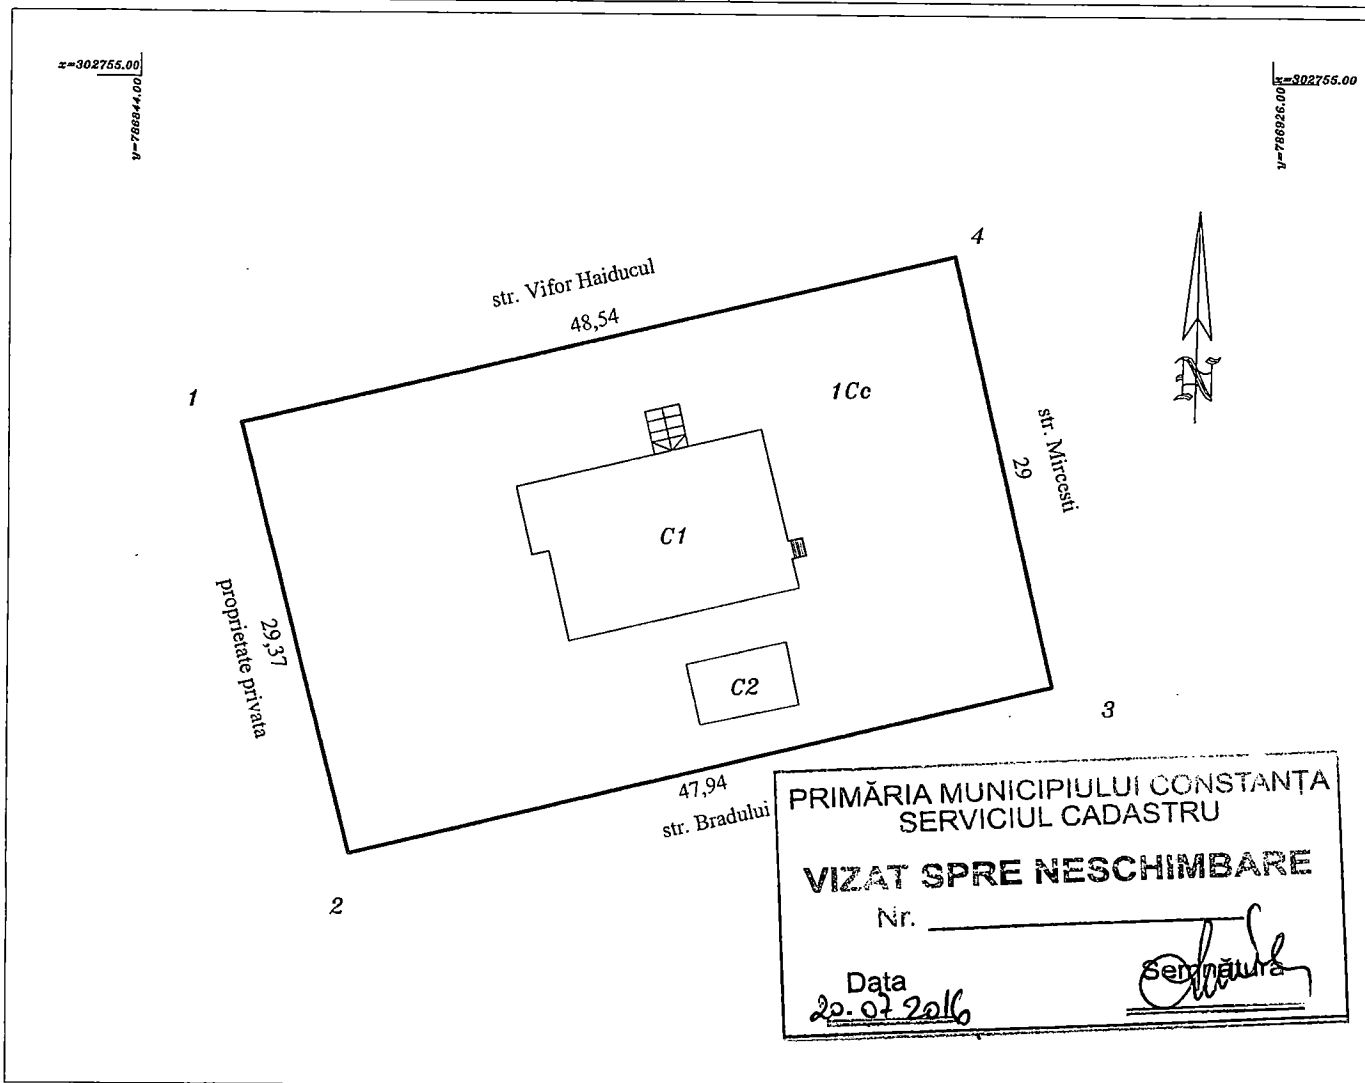 x=302755.00
x=302755.00
y=788844.00
y=788926.00
4
str. Vifor Haiducul
48,54
1
1Cc
str. Mircesti
29
C1
proprietate privata
29,37
C2
3
47,94
str. Bradului
2
PRIMĂRIA MUNICIPIULUI CONSTANȚA
SERVICIUL CADASTRU
VIZAT SPRE NESCHIMBARE
Nr.
Data
Semnătura
20.07.2016
N